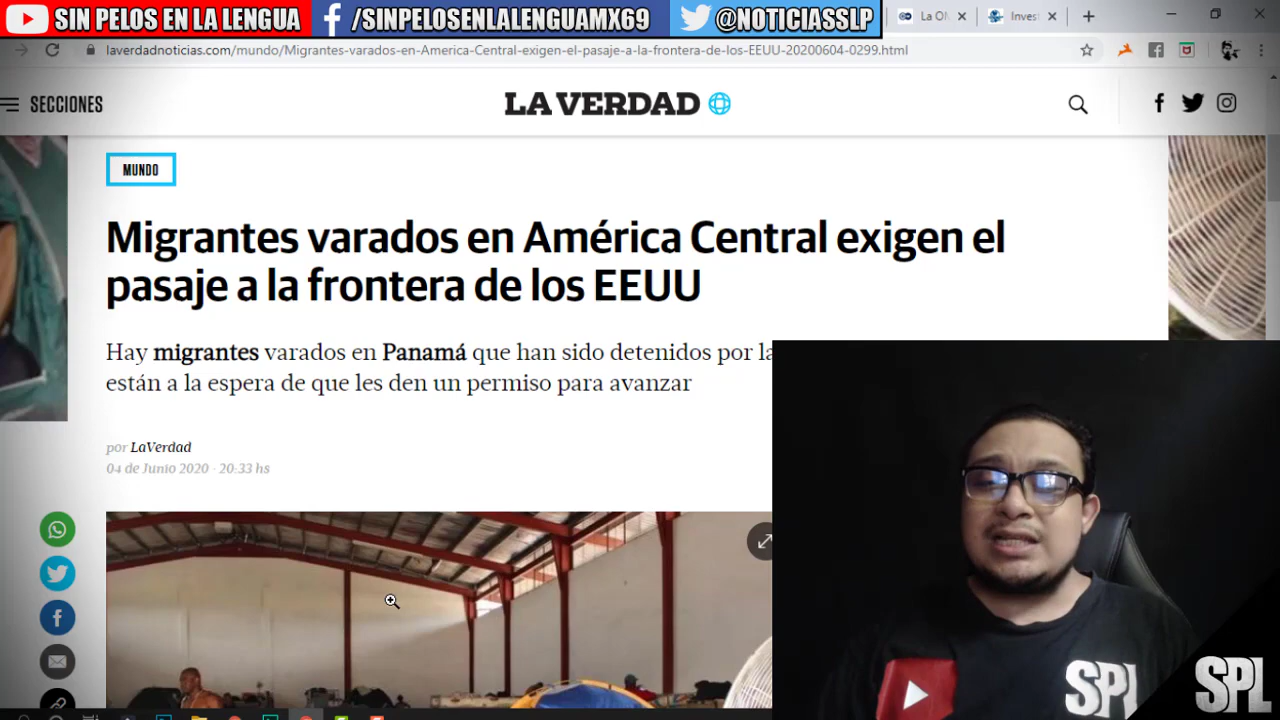 SIN PELOS EN LA LENGUA
/SINPELOSENLALENGUAMX69
@NOTICIASSLP
La ON
Invest
laverdadnoticias.com/mundo/Migrantes-varados-en-America-Central-exigen-el-pasaje-a-la-frontera-de-los-EEUU-20200604-0299.html
SECCIONES
LA VERDAD
MUNDO
Migrantes varados en América Central exigen el
pasaje a la frontera de los EEUU
Hay migrantes varados en Panamá que han sido detenidos por la
están a la espera de que les den un permiso para avanzar
por LaVerdad
04 de Junio 2020 - 20:33 hs
SPL
SPL